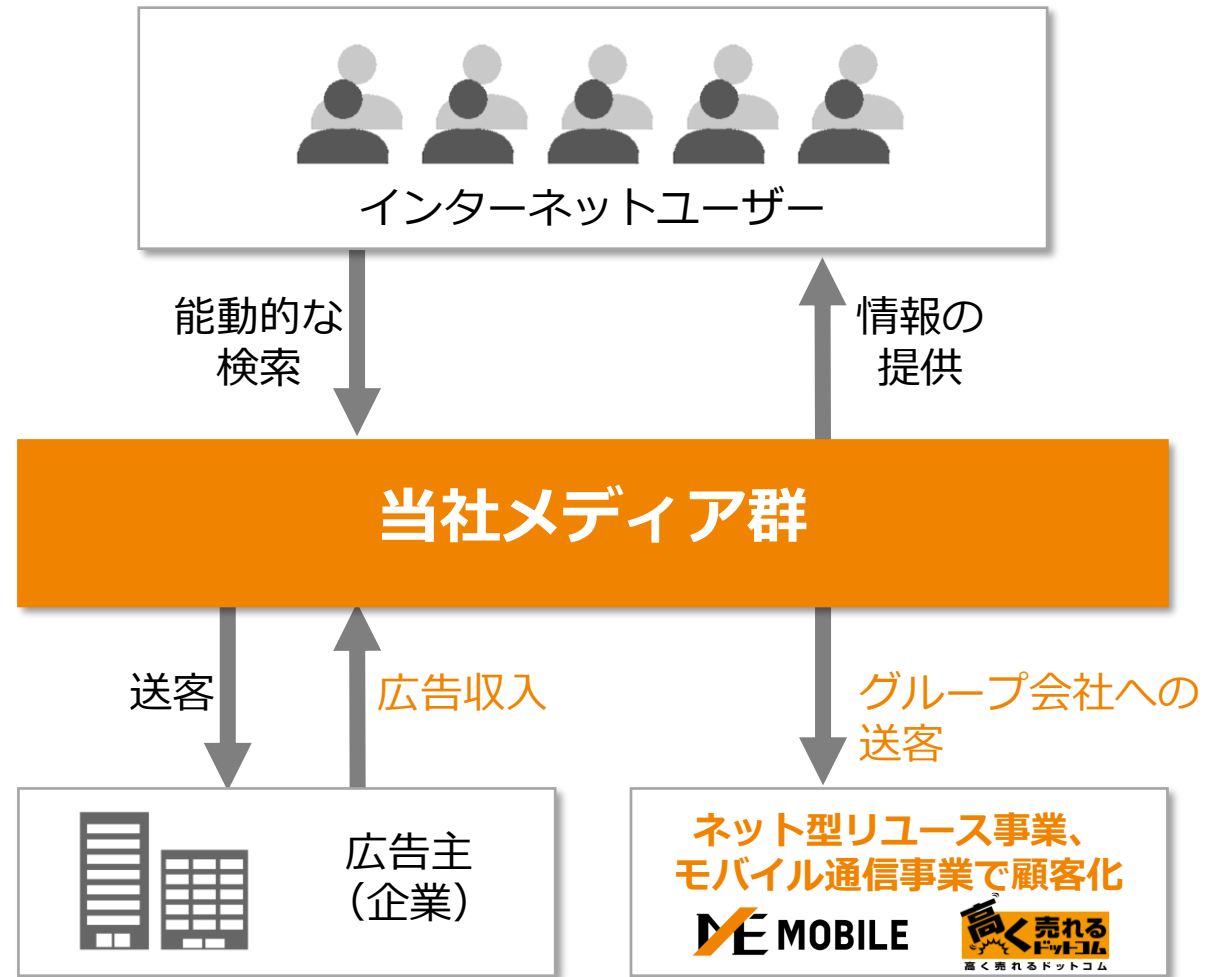 インターネットユーザー
能動的な
検索
情報の
提供
当社メディア群
送客
広告収入
グループ会社への
送客
広告主
（企業）
ネット型リユース事業、
モバイル通信事業で顧客化
ME MOBILE
高く売れる
ドットコム
高く売れるドットコム